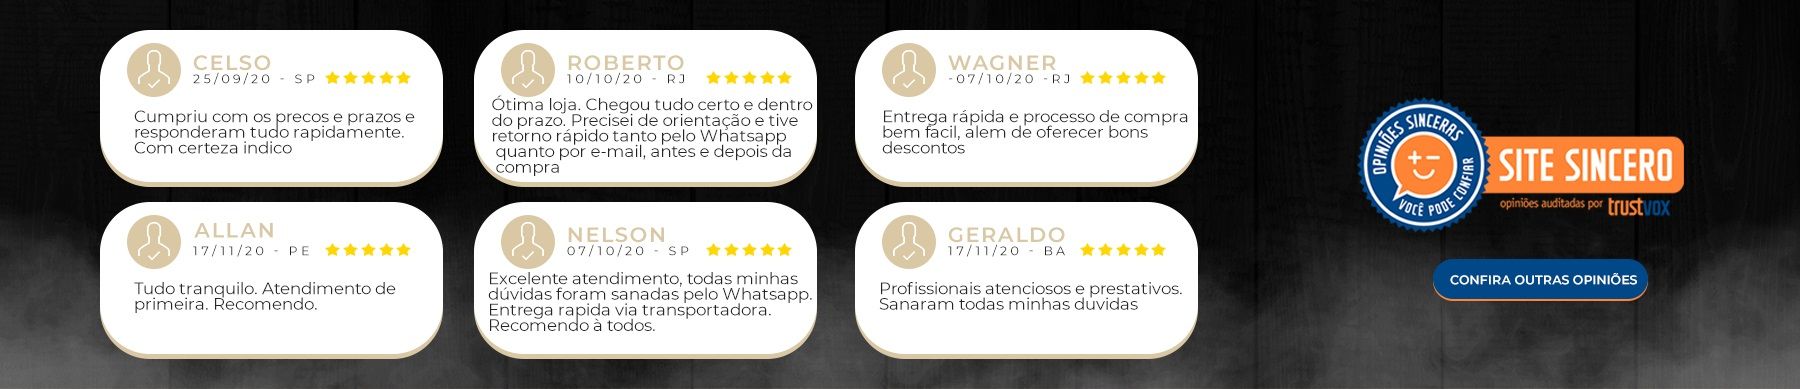 CELSO
25/09/20 - SP
Cumpriu com os precos e prazos e
responderam tudo rapidamente.
Com certeza indico
ROBERTO
10/10/20 - RJ
Ótima loja. Chegou tudo certo e dentro
do prazo. Precisei de orientação e tive
retorno rápido tanto pelo Whatsapp
quanto por e-mail, antes e depois da
compra
WAGNER
-07/10/20 -RJ
Entrega rápida e processo de compra
bem facil, alem de oferecer bons
descontos
ALLAN
17/11/20 - PE
Tudo tranquilo. Atendimento de
primeira. Recomendo.
NELSON
07/10/20 - SP
Excelente atendimento, todas minhas
dúvidas foram sanadas pelo Whatsapp.
Entrega rapida via transportadora.
Recomendo à todos.
GERALDO
17/11/20 - BA
Profissionais atenciosos e prestativos.
Sanaram todas minhas duvidas
OPINIÕES SINCERAS
VOCÊ PODE CONFIAR
SITE SINCERO
opiniões auditadas por trustvox
CONFIRA OUTRAS OPINIÕES